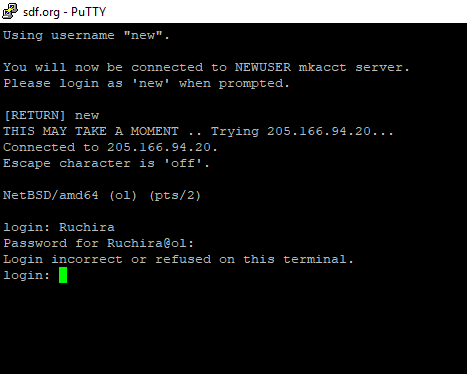 sdf.org - PuTTY
Using username "new".
You will now be connected to NEWUSER mkacct server.
Please login as 'new' when prompted.
[RETURN] new
THIS MAY TAKE A MOMENT .. Trying 205.166.94.20...
Connected to 205.166.94.20.
Escape character is 'off'.
NetBSD/amd64 (ol) (pts/2)
login: Ruchira
Password for Ruchira@ol:
Login incorrect or refused on this terminal.
login: